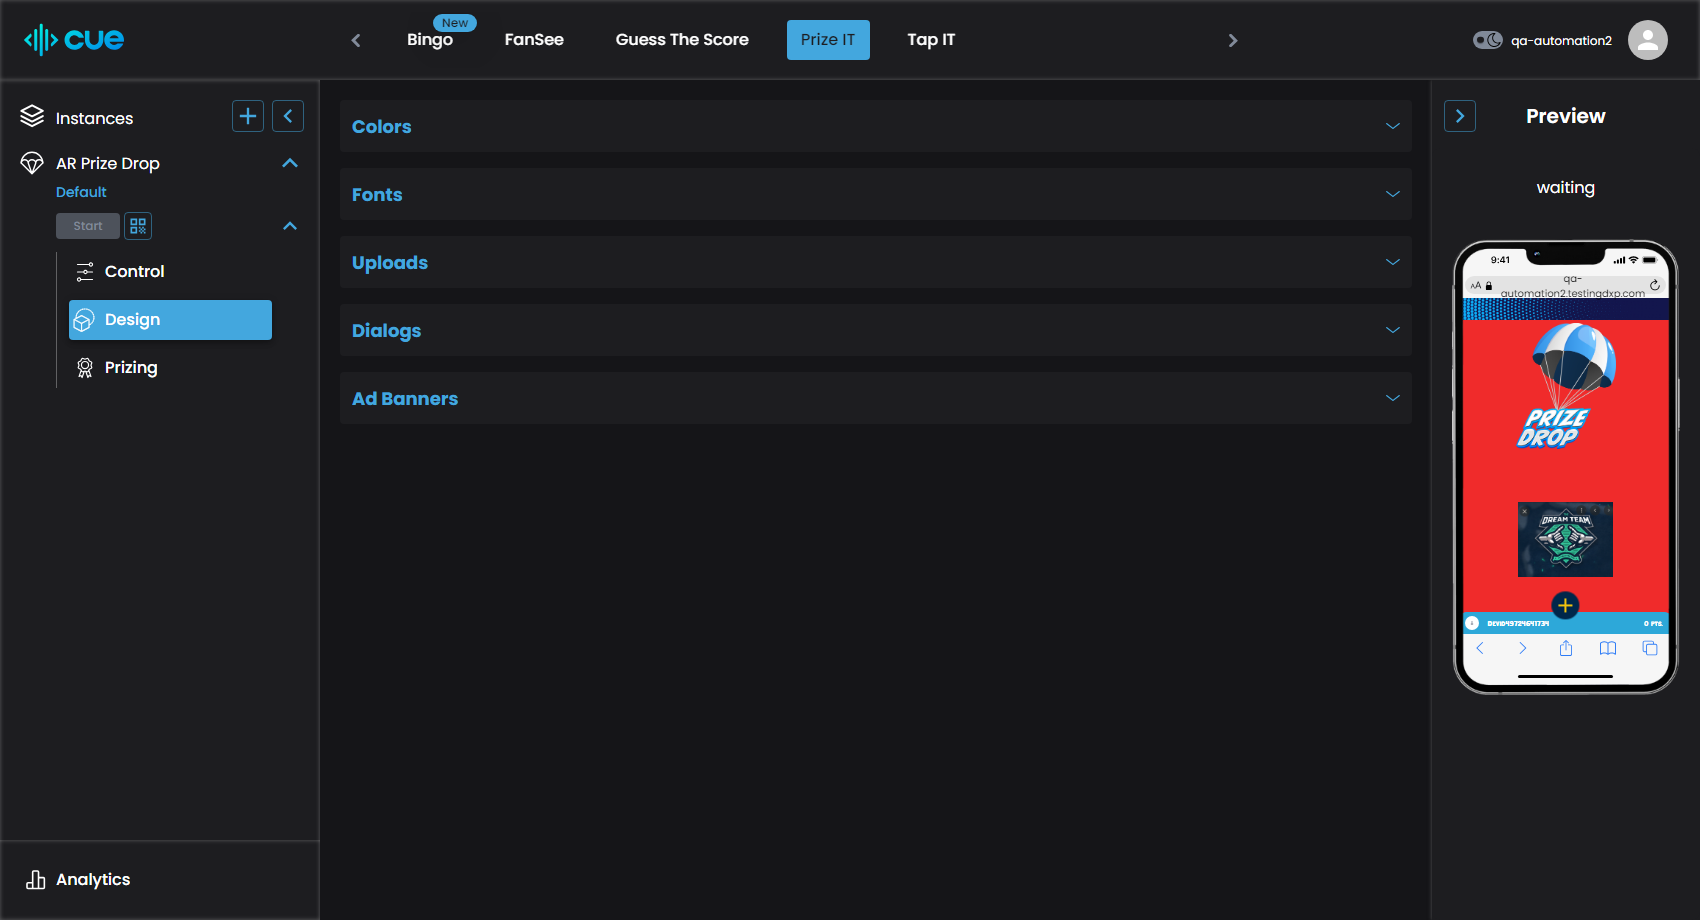 cue
New
Bingo
FanSee
Guess The Score
Prize IT
Tap IT
qa-automation2
Instances
AR Prize Drop
Default
Start
Control
Design
Prizing
Analytics
Colors
Fonts
Uploads
Dialogs
Ad Banners
Preview
waiting
9:41
AA
qa-
automation2.testingdxp.com
PRIZE
DROP
DREAM TEAM
0 PTS.